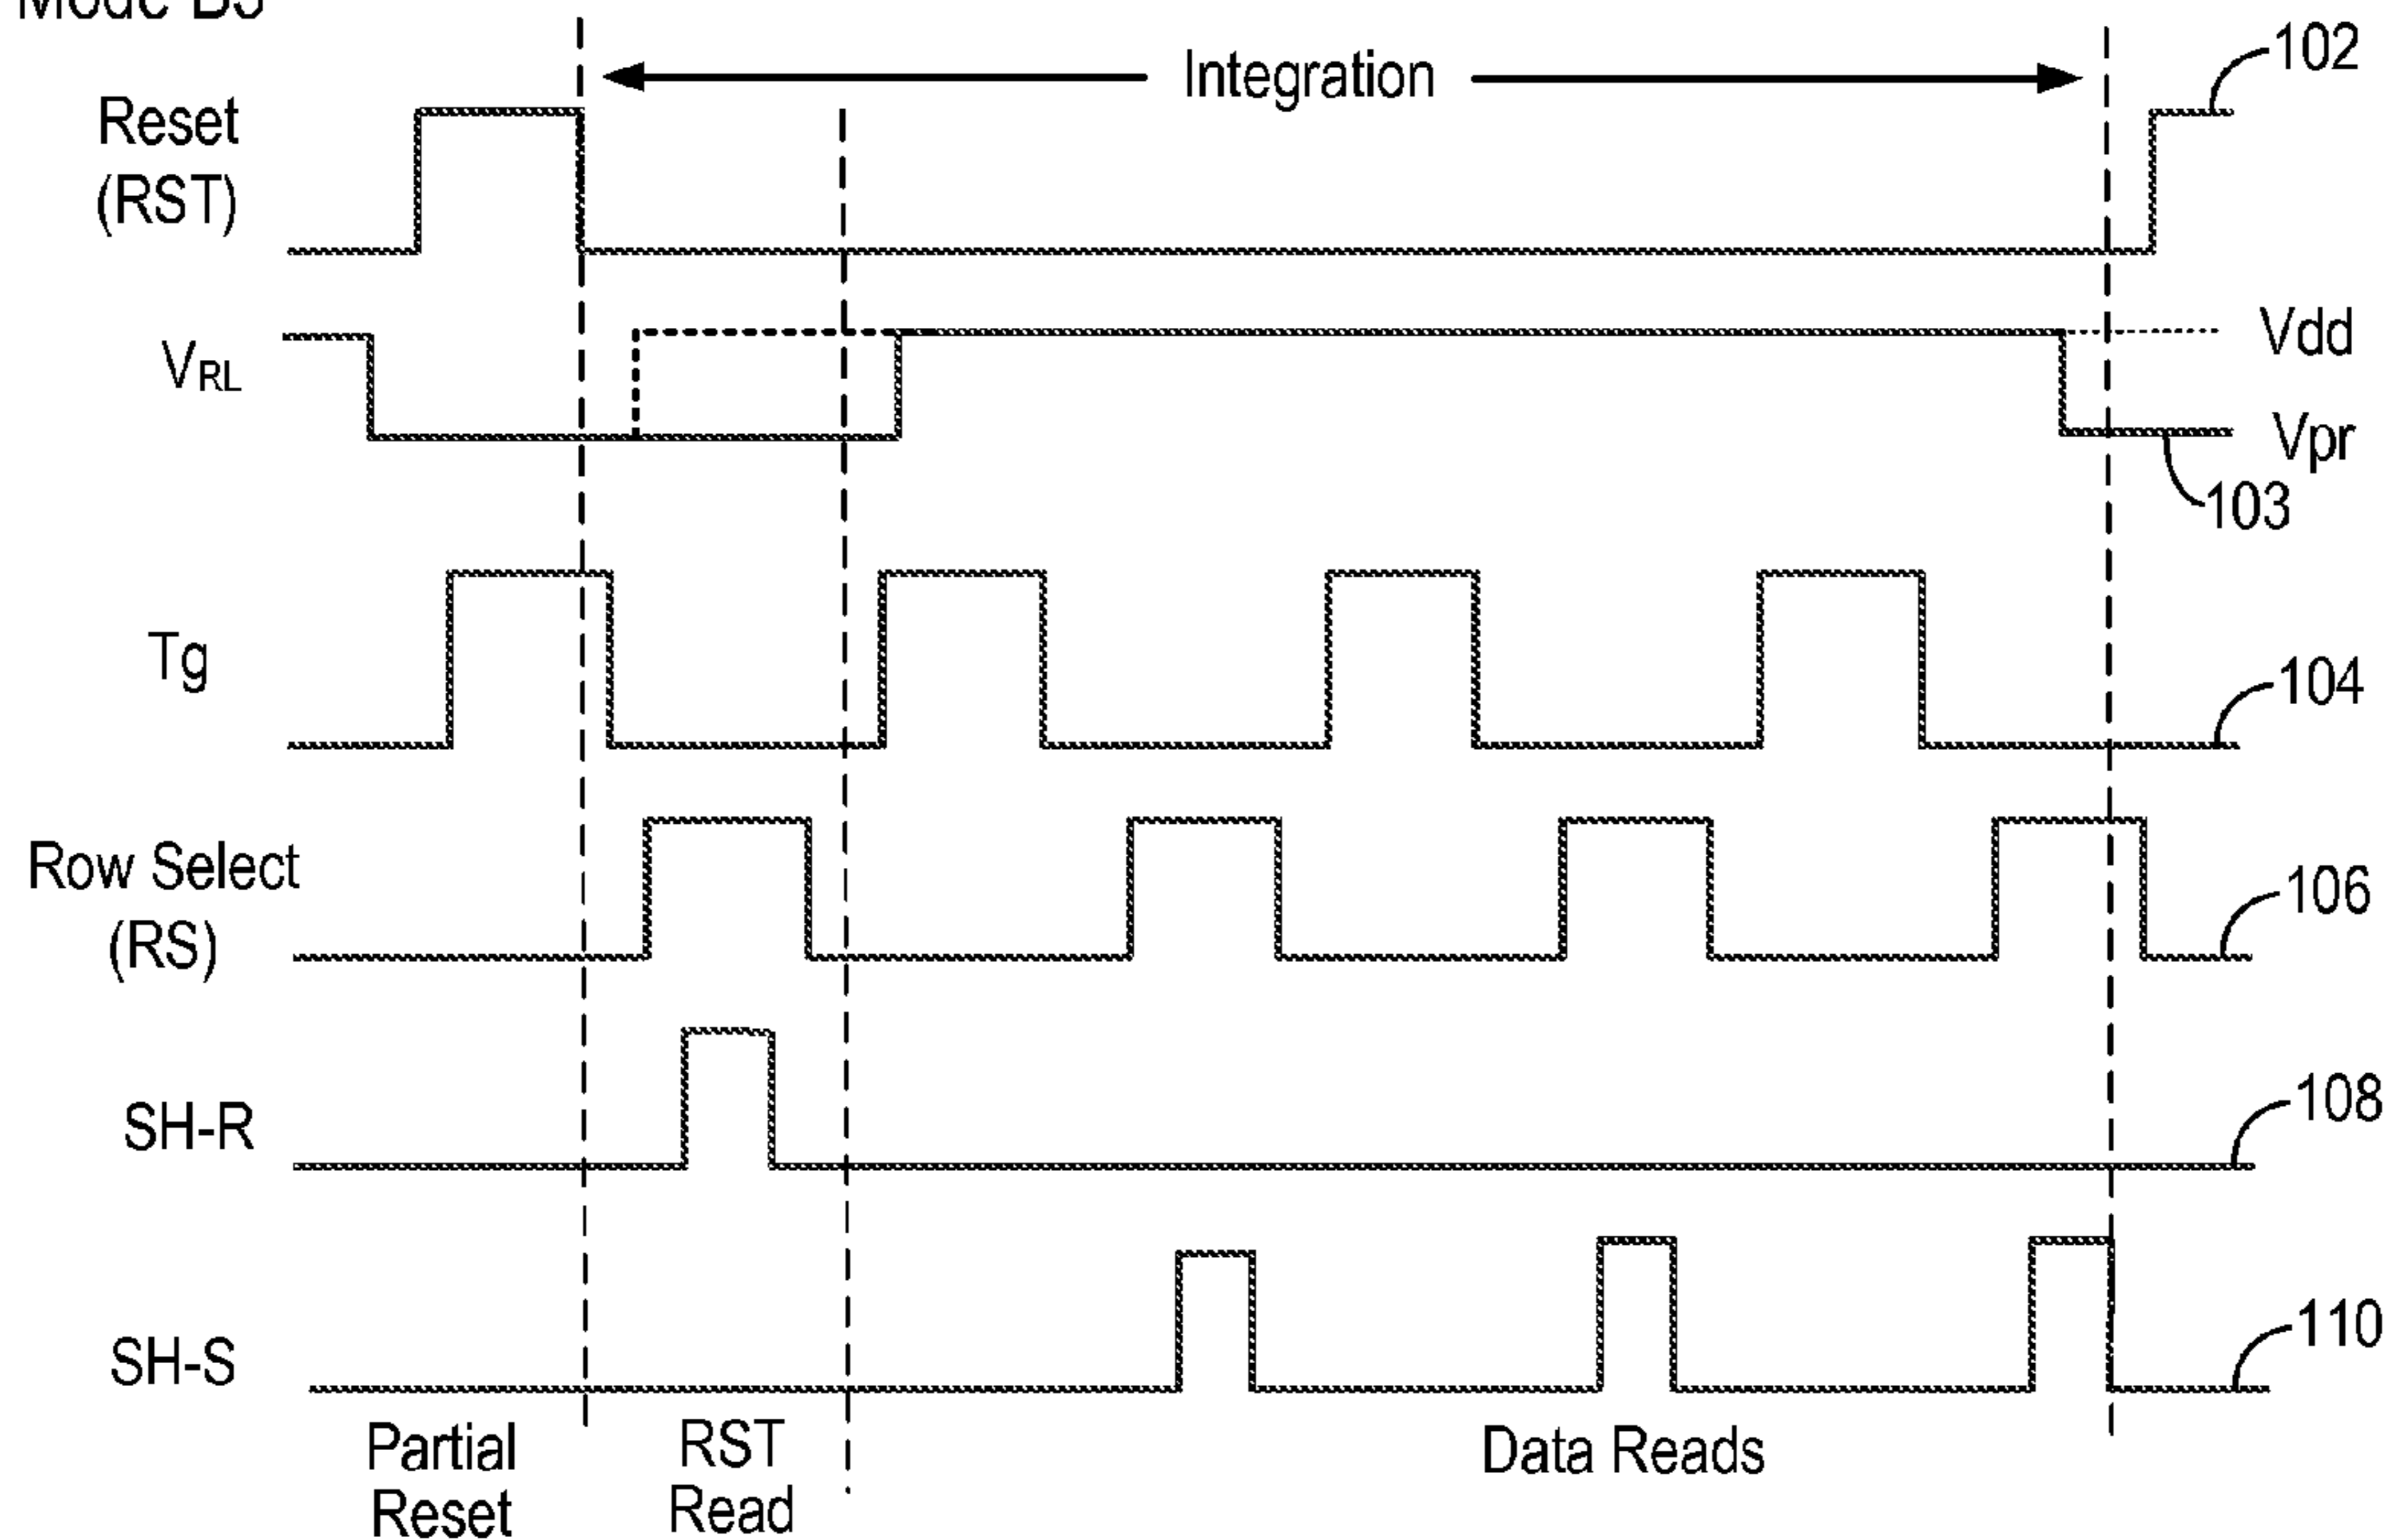 Integration
102
Reset
(RST)
VRL
Vdd
Vpr
103
Tg
104
Row Select
(RS)
106
SH-R
108
SH-S
110
Partial
Reset
RST
Read
Data Reads